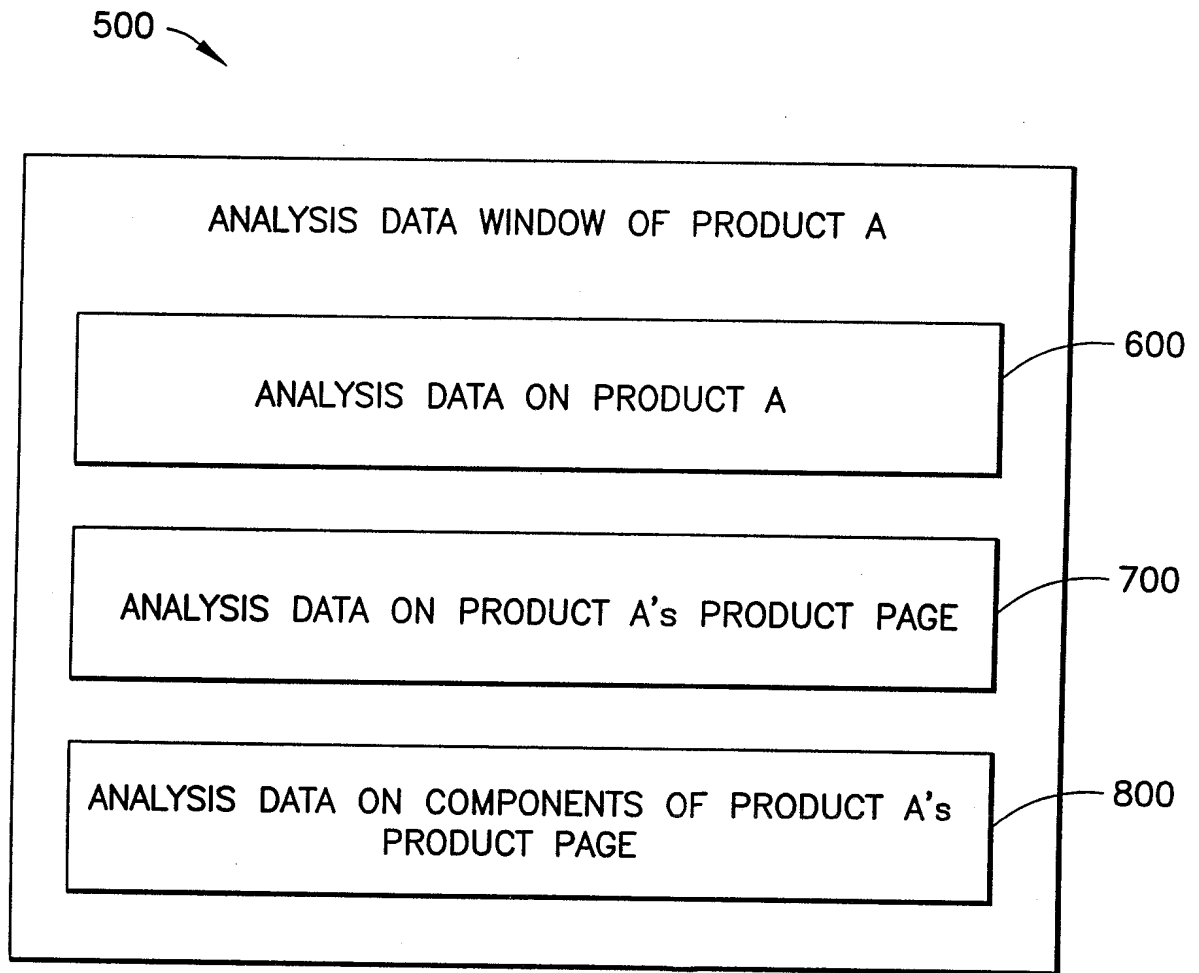 500
ANALYSIS DATA WINDOW OF PRODUCT A
ANALYSIS DATA ON PRODUCT A
600
ANALYSIS DATA ON PRODUCT A's PRODUCT PAGE
700
ANALYSIS DATA ON COMPONENTS OF PRODUCT A's
PRODUCT PAGE
800